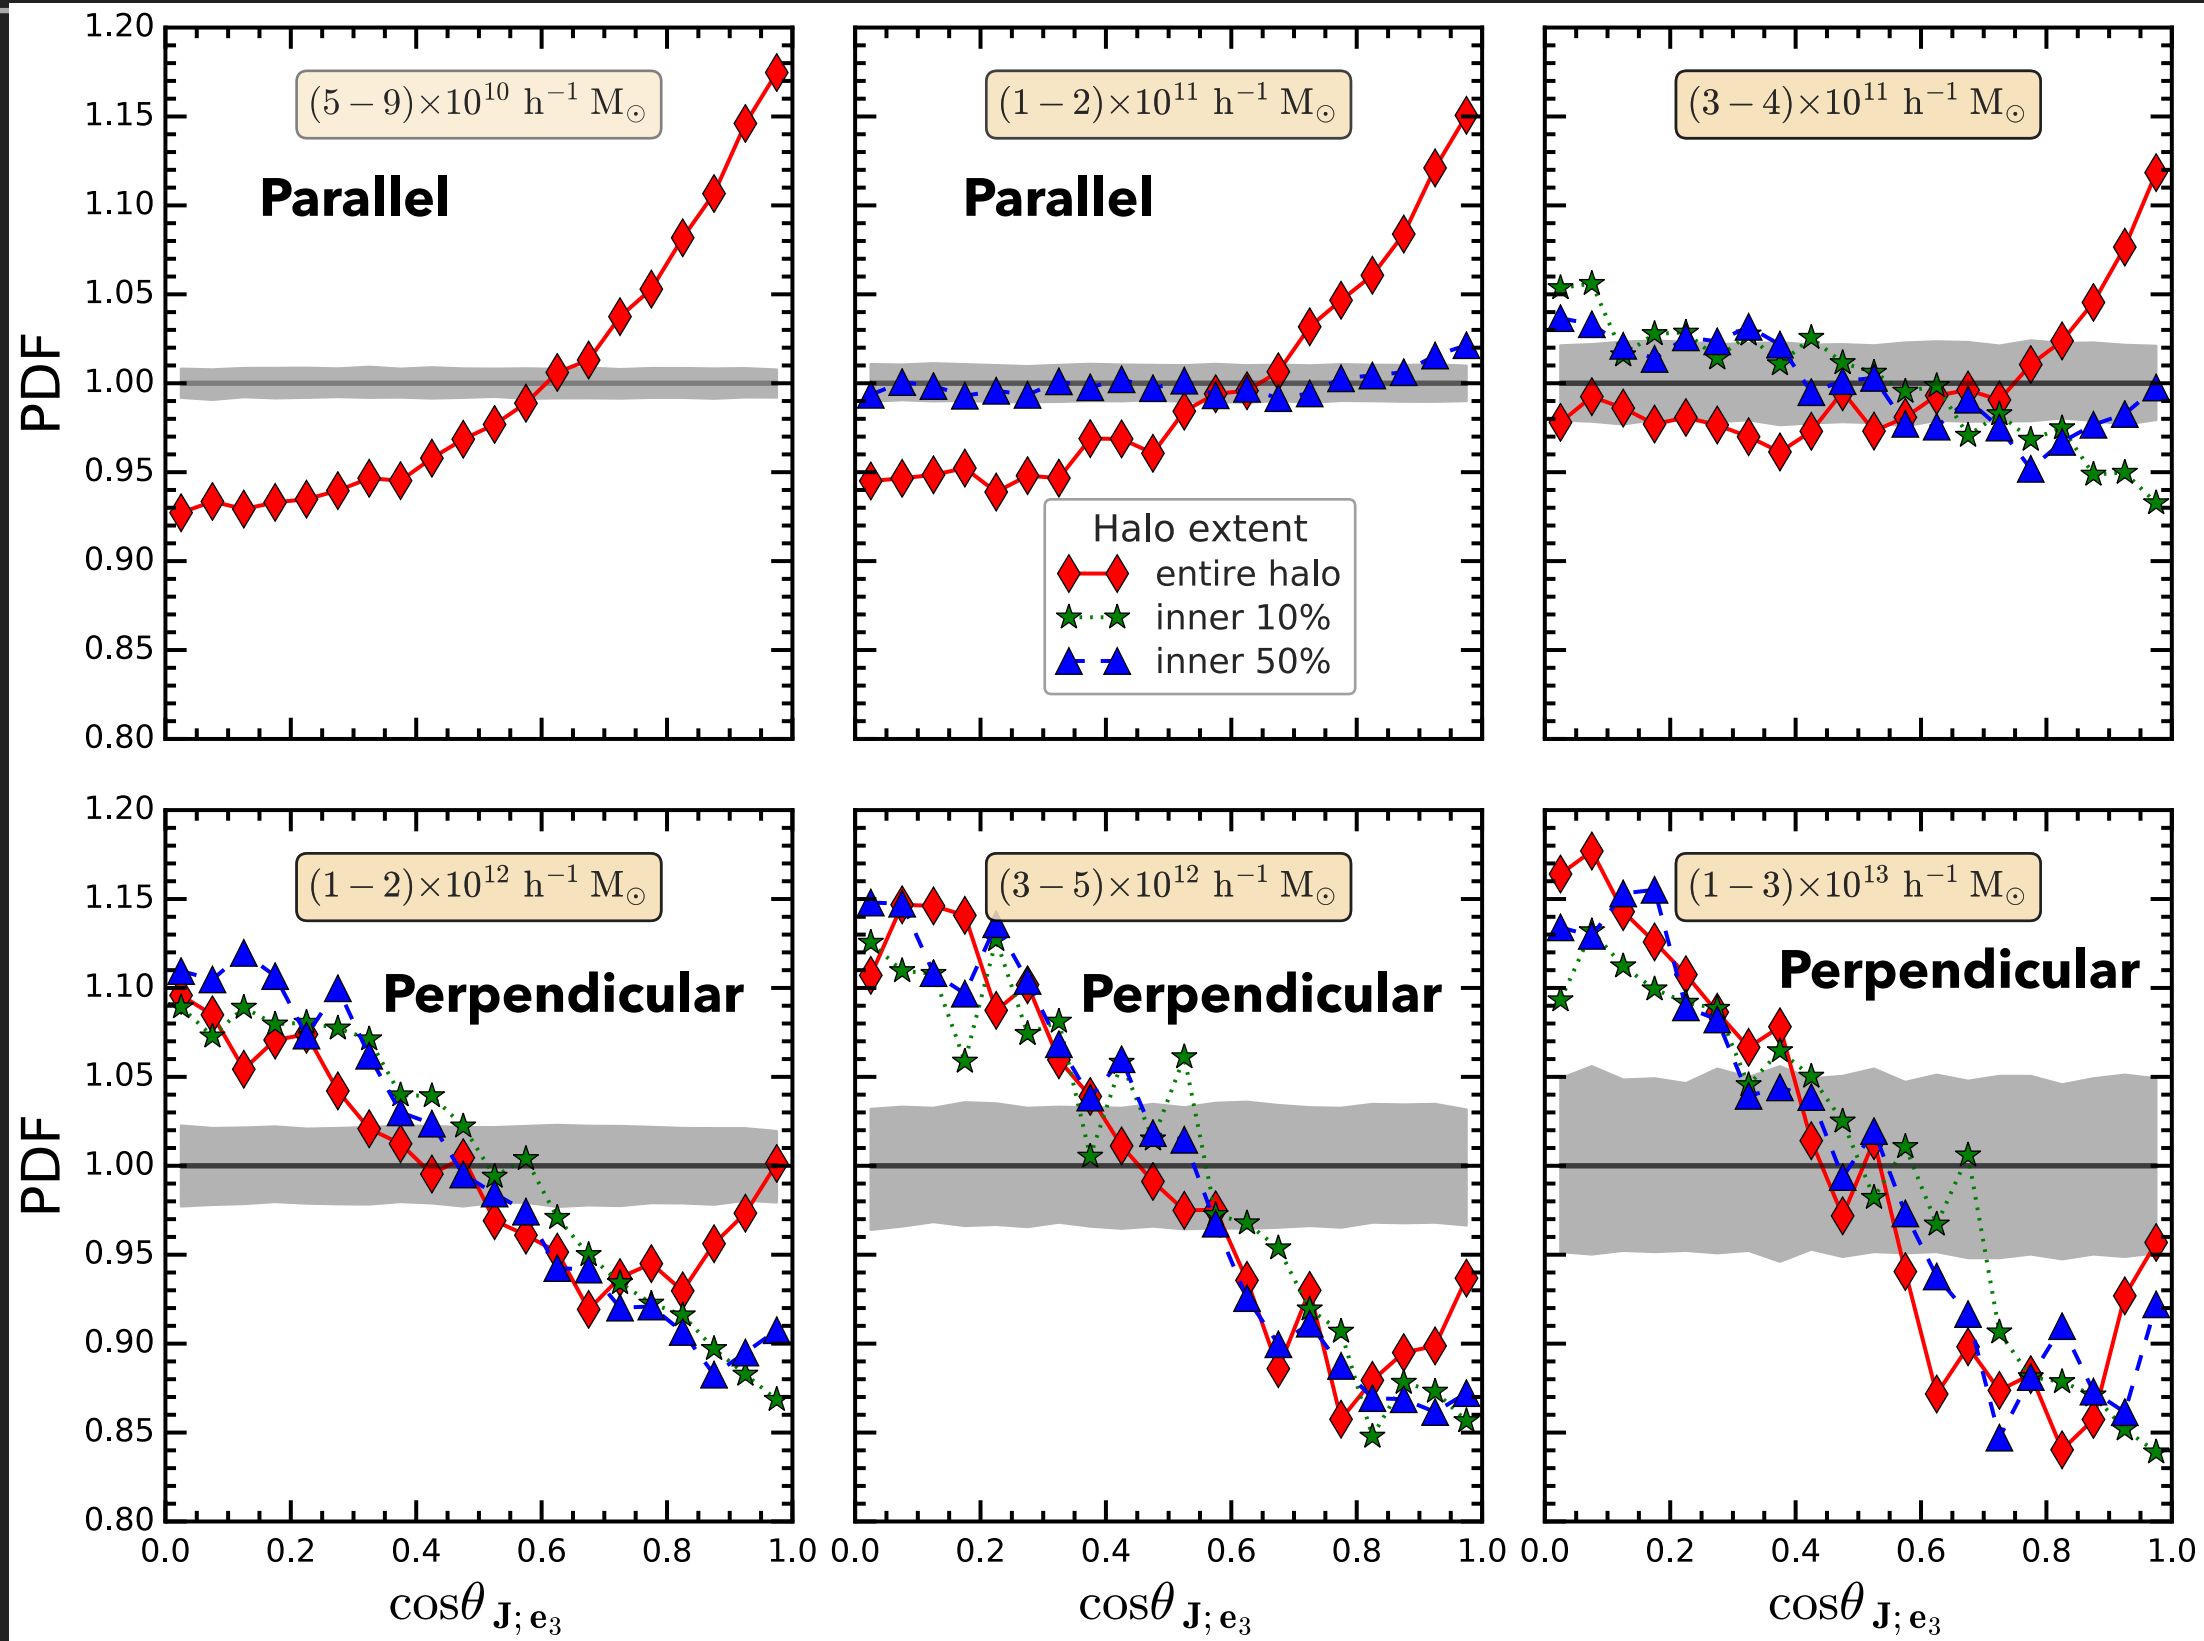 1.20
1.15
1.10
1.05
1.00
0.95
0.90
0.85
0.80
PDF
(5 − 9)×10¹⁰ h⁻¹ M☉
Parallel
(1 − 2)×10¹¹ h⁻¹ M☉
Parallel
Halo extent
entire halo
inner 10%
inner 50%
(3 − 4)×10¹¹ h⁻¹ M☉
1.20
1.15
1.10
1.05
1.00
0.95
0.90
0.85
0.80
PDF
(1 − 2)×10¹² h⁻¹ M☉
Perpendicular
(3 − 5)×10¹² h⁻¹ M☉
Perpendicular
(1 − 3)×10¹³ h⁻¹ M☉
Perpendicular
0.0 0.2 0.4 0.6 0.8 1.0
0.0 0.2 0.4 0.6 0.8 1.0
0.0 0.2 0.4 0.6 0.8 1.0
cosθ J; e₃
cosθ J; e₃
cosθ J; e₃